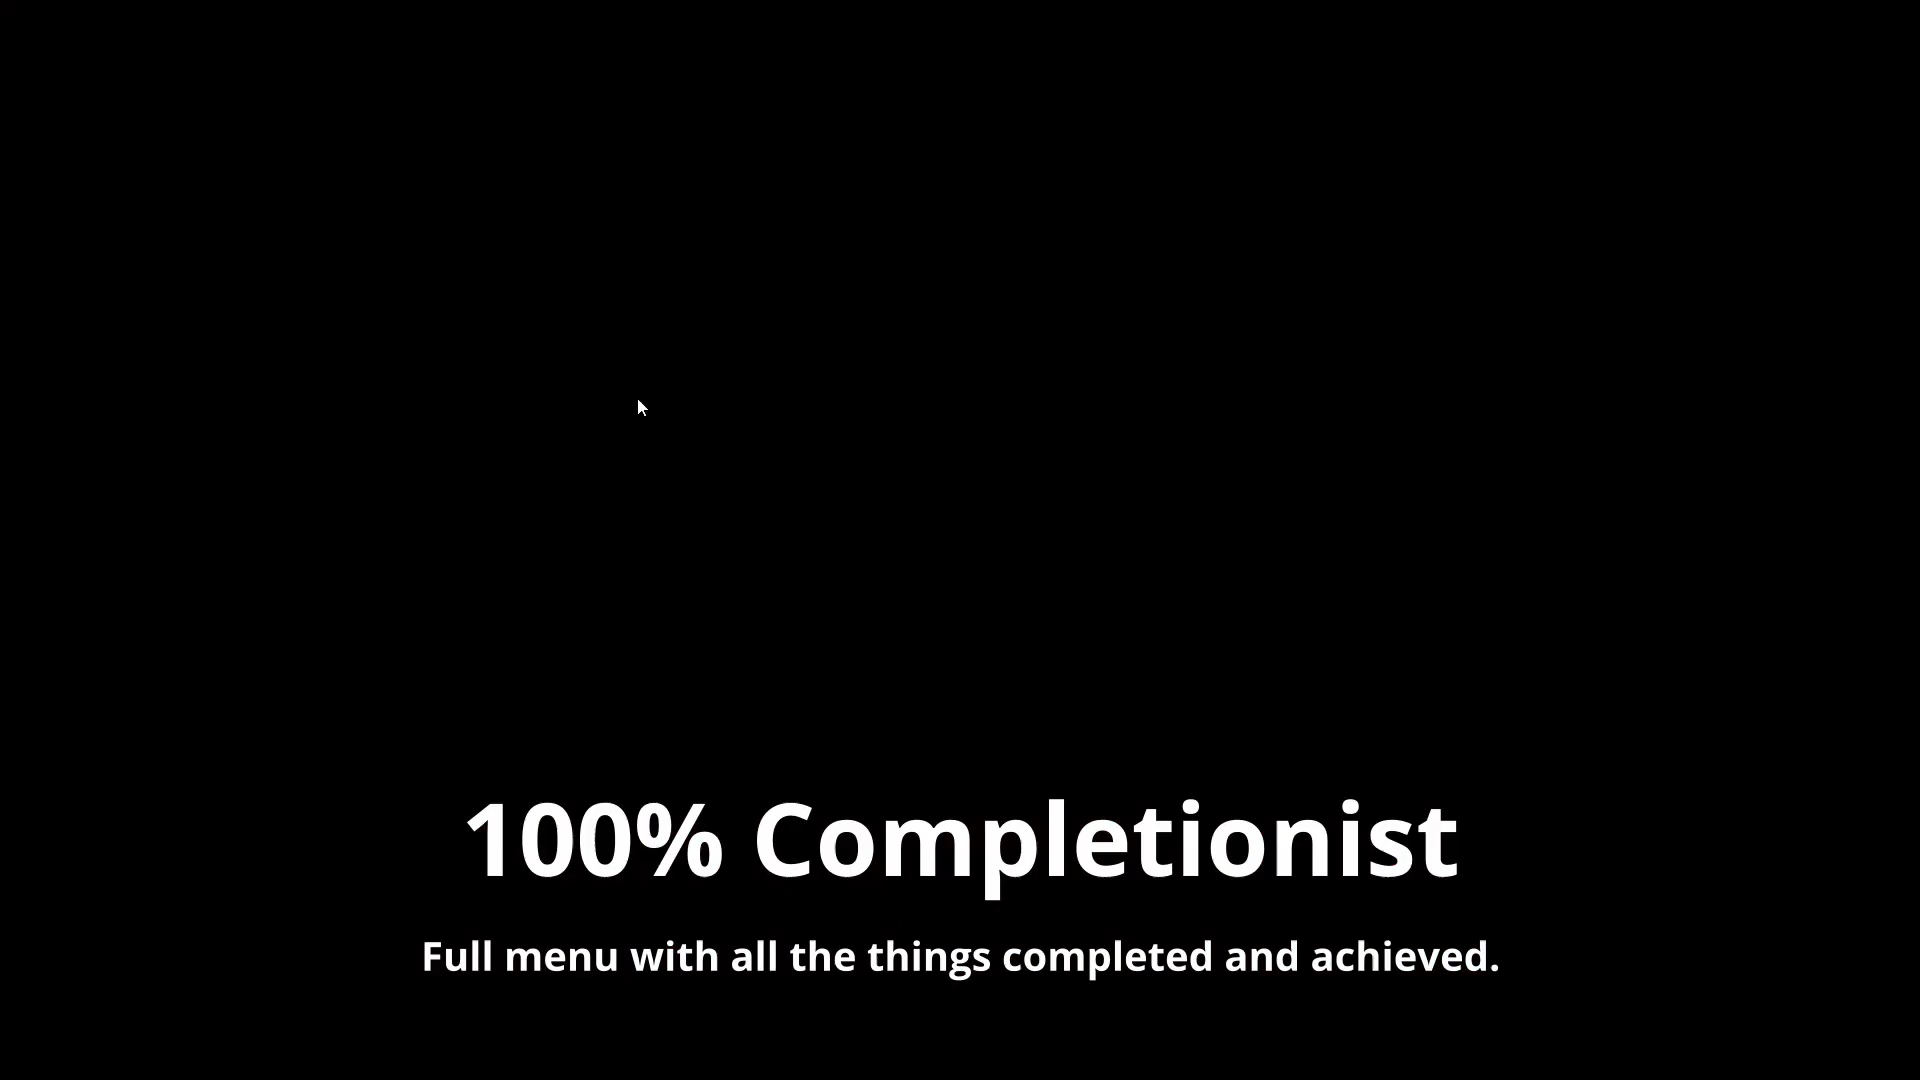 100% Completionist
Full menu with all the things completed and achieved.